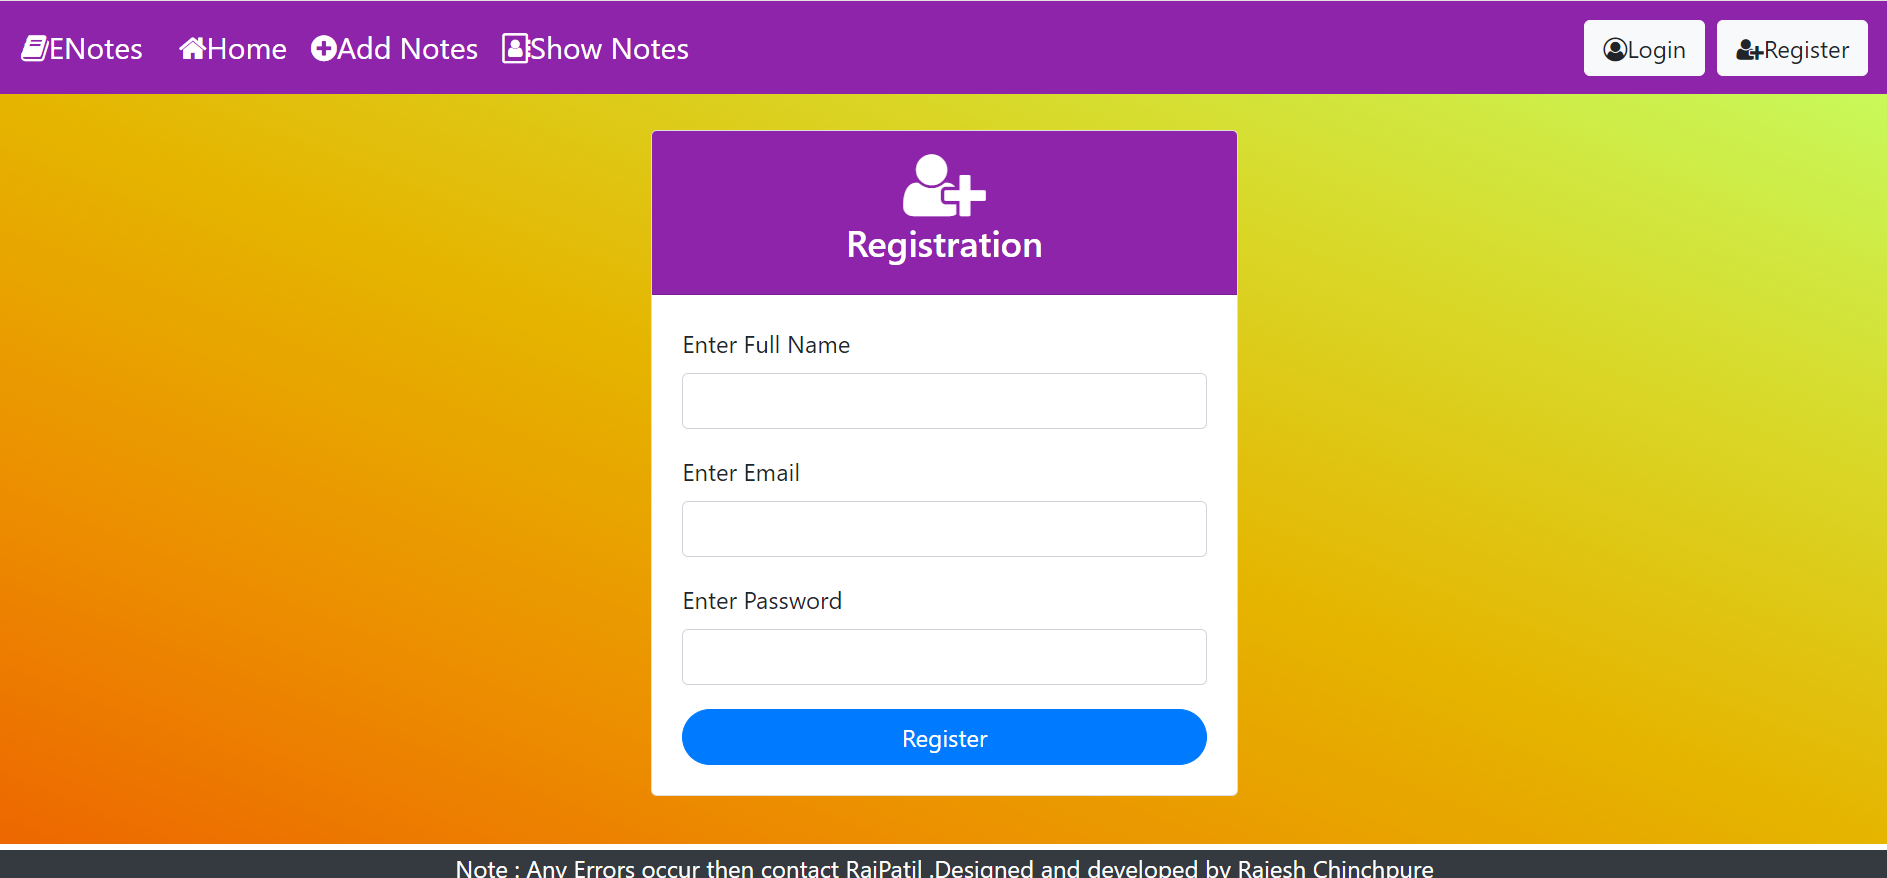 ENotes Home Add Notes Show Notes Login Register
Registration
Enter Full Name
Enter Email
Enter Password
Register
Note : Any Errors occur then contact RajPatil .Designed and developed by Rajesh Chinchpure